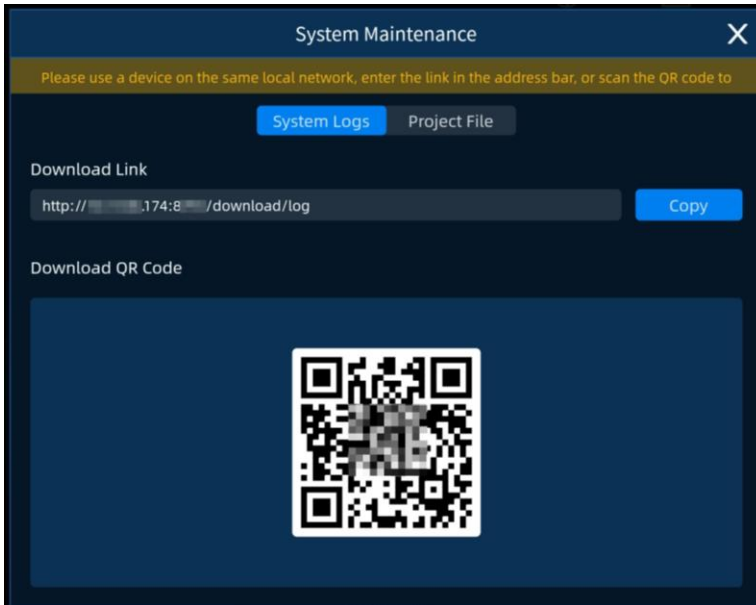 System Maintenance
Please use a device on the same local network, enter the link in the address bar, or scan the QR code to
System Logs
Project File
Download Link
http:// .174:8 /download/log
Copy
Download QR Code